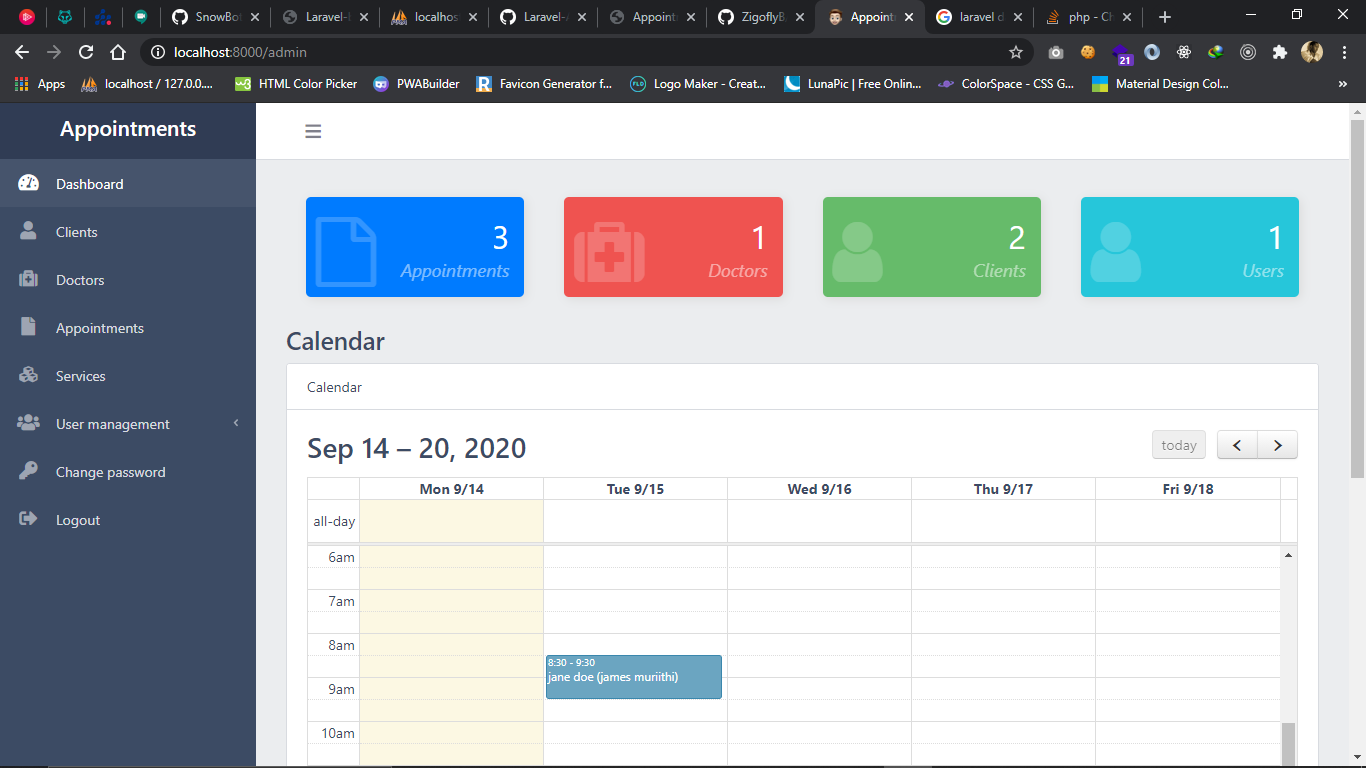 SnowBo
Laravel-
localhos
Laravel-
Appoint
ZigoflyB
Appoint
laravel d
php - Ch
localhost:8000/admin
21
Apps
localhost / 127.0.0....
HTML Color Picker
PWABuilder
Favicon Generator f...
Logo Maker - Creat...
LunaPic | Free Onlin...
ColorSpace - CSS G...
Material Design Col...
»
Appointments
Dashboard
Clients
Doctors
Appointments
Services
User management
Change password
Logout
3
Appointments
1
Doctors
2
Clients
1
Users
Calendar
Calendar
Sep 14 – 20, 2020
today
Mon 9/14
Tue 9/15
Wed 9/16
Thu 9/17
Fri 9/18
all-day
6am
7am
8am
8:30 - 9:30
jane doe (james muriithi)
9am
10am